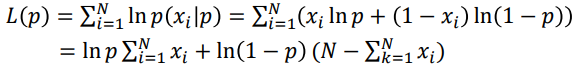 L(p) = ∑_{i=1}^{N} ln p(x_i|p) = ∑_{i=1}^{N} (x_i ln p + (1 − x_i) ln(1 − p))
= ln p ∑_{i=1}^{N} x_i + ln(1 − p) (N − ∑_{k=1}^{N} x_i)